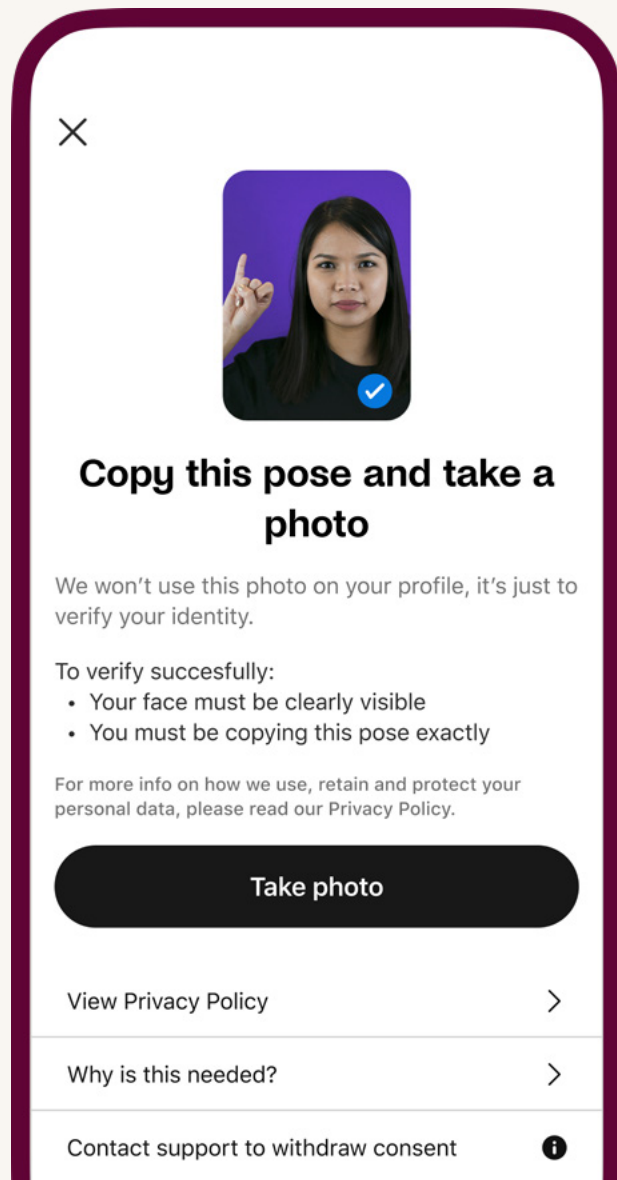 Copy this pose and take a
photo
We won't use this photo on your profile, it's just to
verify your identity.
To verify succesfully:
• Your face must be clearly visible
• You must be copying this pose exactly
For more info on how we use, retain and protect your
personal data, please read our Privacy Policy.
Take photo
View Privacy Policy
Why is this needed?
Contact support to withdraw consent